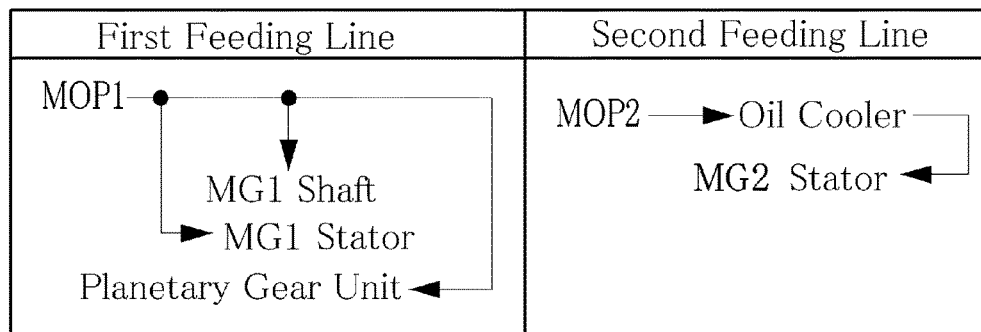 First Feeding Line
Second Feeding Line
MOP1
MG1 Shaft
MG1 Stator
Planetary Gear Unit
MOP2
Oil Cooler
MG2 Stator